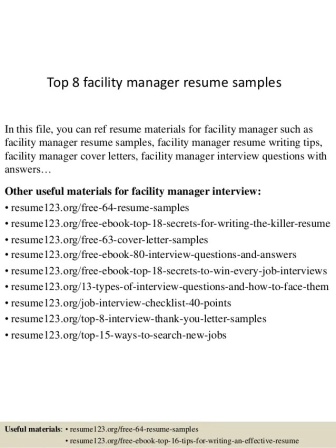 Top 8 facility manager resume samples
In this file, you can ref resume materials for facility manager such as
facility manager resume samples, facility manager resume writing tips,
facility manager cover letters, facility manager interview questions with
answers…
Other useful materials for facility manager interview:
• resume123.org/free-64-resume-samples
• resume123.org/free-ebook-top-18-secrets-for-writing-the-killer-resume
• resume123.org/free-63-cover-letter-samples
• resume123.org/free-ebook-80-interview-questions-and-answers
• resume123.org/free-ebook-top-18-secrets-to-win-every-job-interviews
• resume123.org/13-types-of-interview-questions-and-how-to-face-them
• resume123.org/job-interview-checklist-40-points
• resume123.org/top-8-interview-thank-you-letter-samples
• resume123.org/top-15-ways-to-search-new-jobs
Useful materials: • resume123.org/free-64-resume-samples
• resume123.org/free-ebook-top-16-tips-for-writing-an-effective-resume